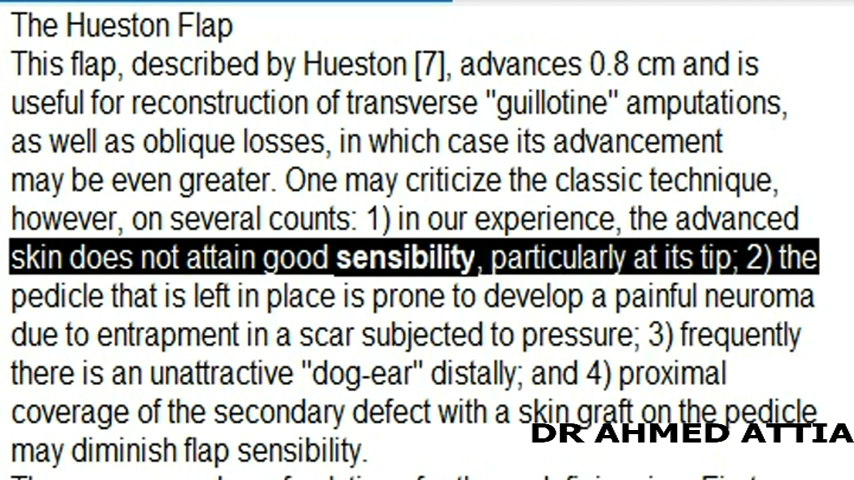 The Hueston Flap
This flap, described by Hueston [7], advances 0.8 cm and is
useful for reconstruction of transverse "guillotine" amputations,
as well as oblique losses, in which case its advancement
may be even greater. One may criticize the classic technique,
however, on several counts: 1) in our experience, the advanced
skin does not attain good sensibility, particularly at its tip; 2) the
pedicle that is left in place is prone to develop a painful neuroma
due to entrapment in a scar subjected to pressure; 3) frequently
there is an unattractive "dog-ear" distally; and 4) proximal
coverage of the secondary defect with a skin graft on the pedicle
may diminish flap sensibility.
DR AHMED ATTIA